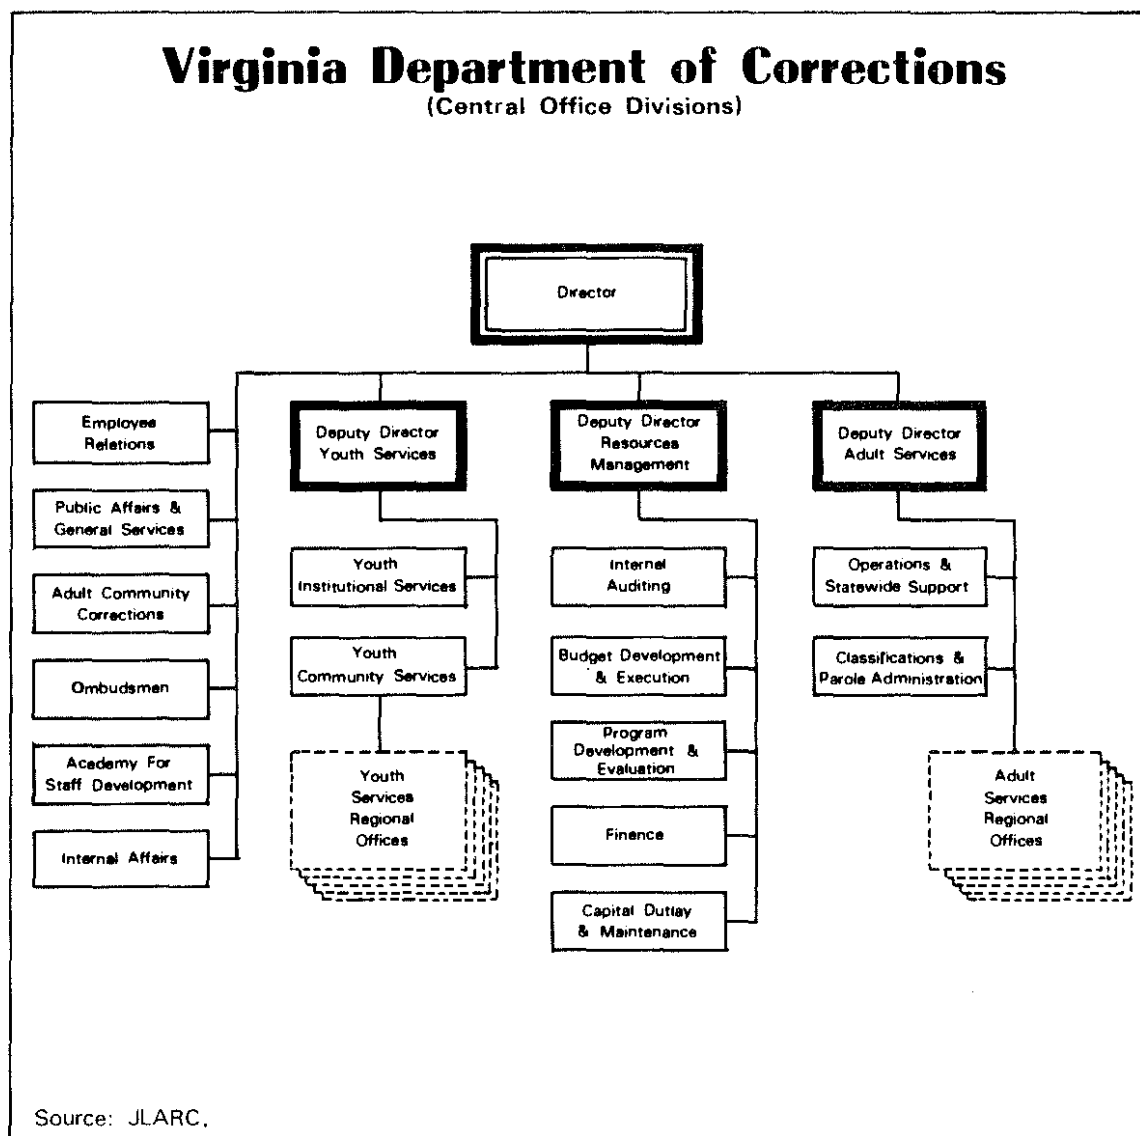 Virginia Department of Corrections
(Central Office Divisions)
Director
Employee
Relations
Public Affairs &
General Services
Adult Community
Corrections
Ombudsmen
Academy For
Staff Development
Internal Affairs
Deputy Director
Youth Services
Youth
Institutional Services
Youth
Community Services
Youth
Services
Regional
Offices
Deputy Director
Resources
Management
Internal
Auditing
Budget Development
& Execution
Program
Development &
Evaluation
Finance
Capital Outlay
& Maintenance
Deputy Director
Adult Services
Operations &
Statewide Support
Classifications &
Parole Administration
Adult
Services
Regional
Offices
Source: JLARC.